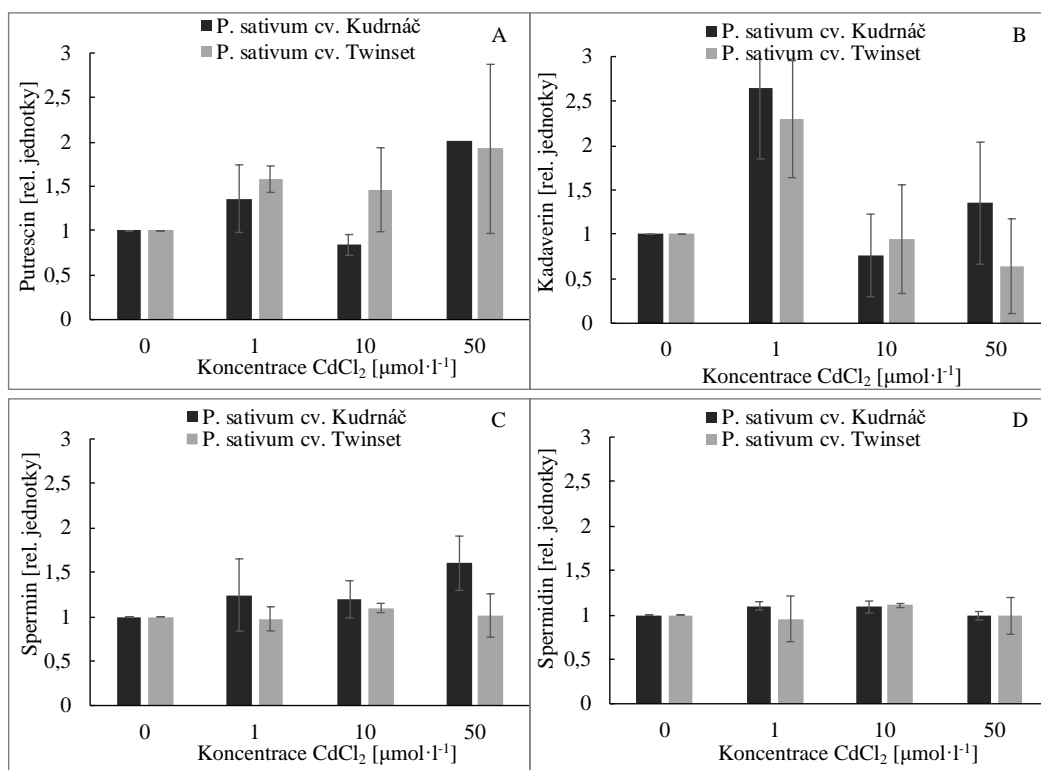 P. sativum cv. Kudrnáč
P. sativum cv. Twinset
A
Putrescin [rel. jednotky]
3
2,5
2
1,5
1
0,5
0
0 1 10 50
Koncentrace CdCl₂ [μmol·l⁻¹]
P. sativum cv. Kudrnáč
P. sativum cv. Twinset
B
Kadaverin [rel. jednotky]
3
2,5
2
1,5
1
0,5
0
0 1 10 50
Koncentrace CdCl₂ [μmol·l⁻¹]
P. sativum cv. Kudrnáč
P. sativum cv. Twinset
C
Spermin [rel. jednotky]
3
2,5
2
1,5
1
0,5
0
0 1 10 50
Koncentrace CdCl₂ [μmol·l⁻¹]
P. sativum cv. Kudrnáč
P. sativum cv. Twinset
D
Spermidin [rel. jednotky]
3
2,5
2
1,5
1
0,5
0
0 1 10 50
Koncentrace CdCl₂ [μmol·l⁻¹]